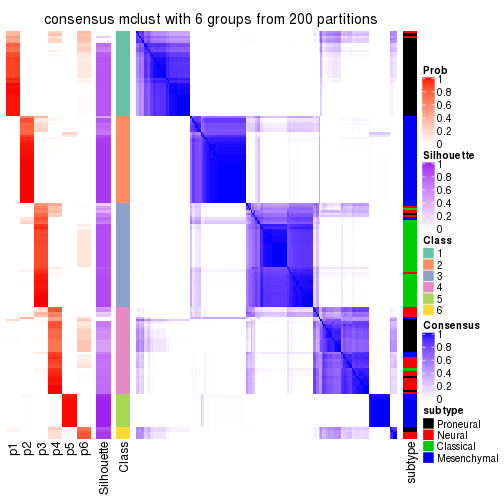 consensus mclust with 6 groups from 200 partitions
Prob
1
0.8
0.6
0.4
0.2
0
Silhouette
1
0.8
0.6
0.4
0.2
0
Class
1
2
3
4
5
6
Consensus
1
0.8
0.6
0.4
0.2
0
subtype
Proneural
Neural
Classical
Mesenchymal
p1
p2
p3
p4
p5
p6
Silhouette
Class
subtype